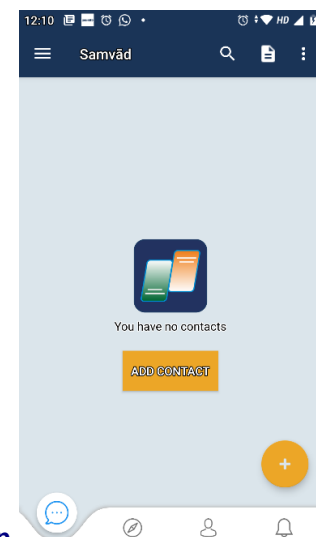 12:10 HD
Samvād
You have no contacts
ADD CONTACT
+